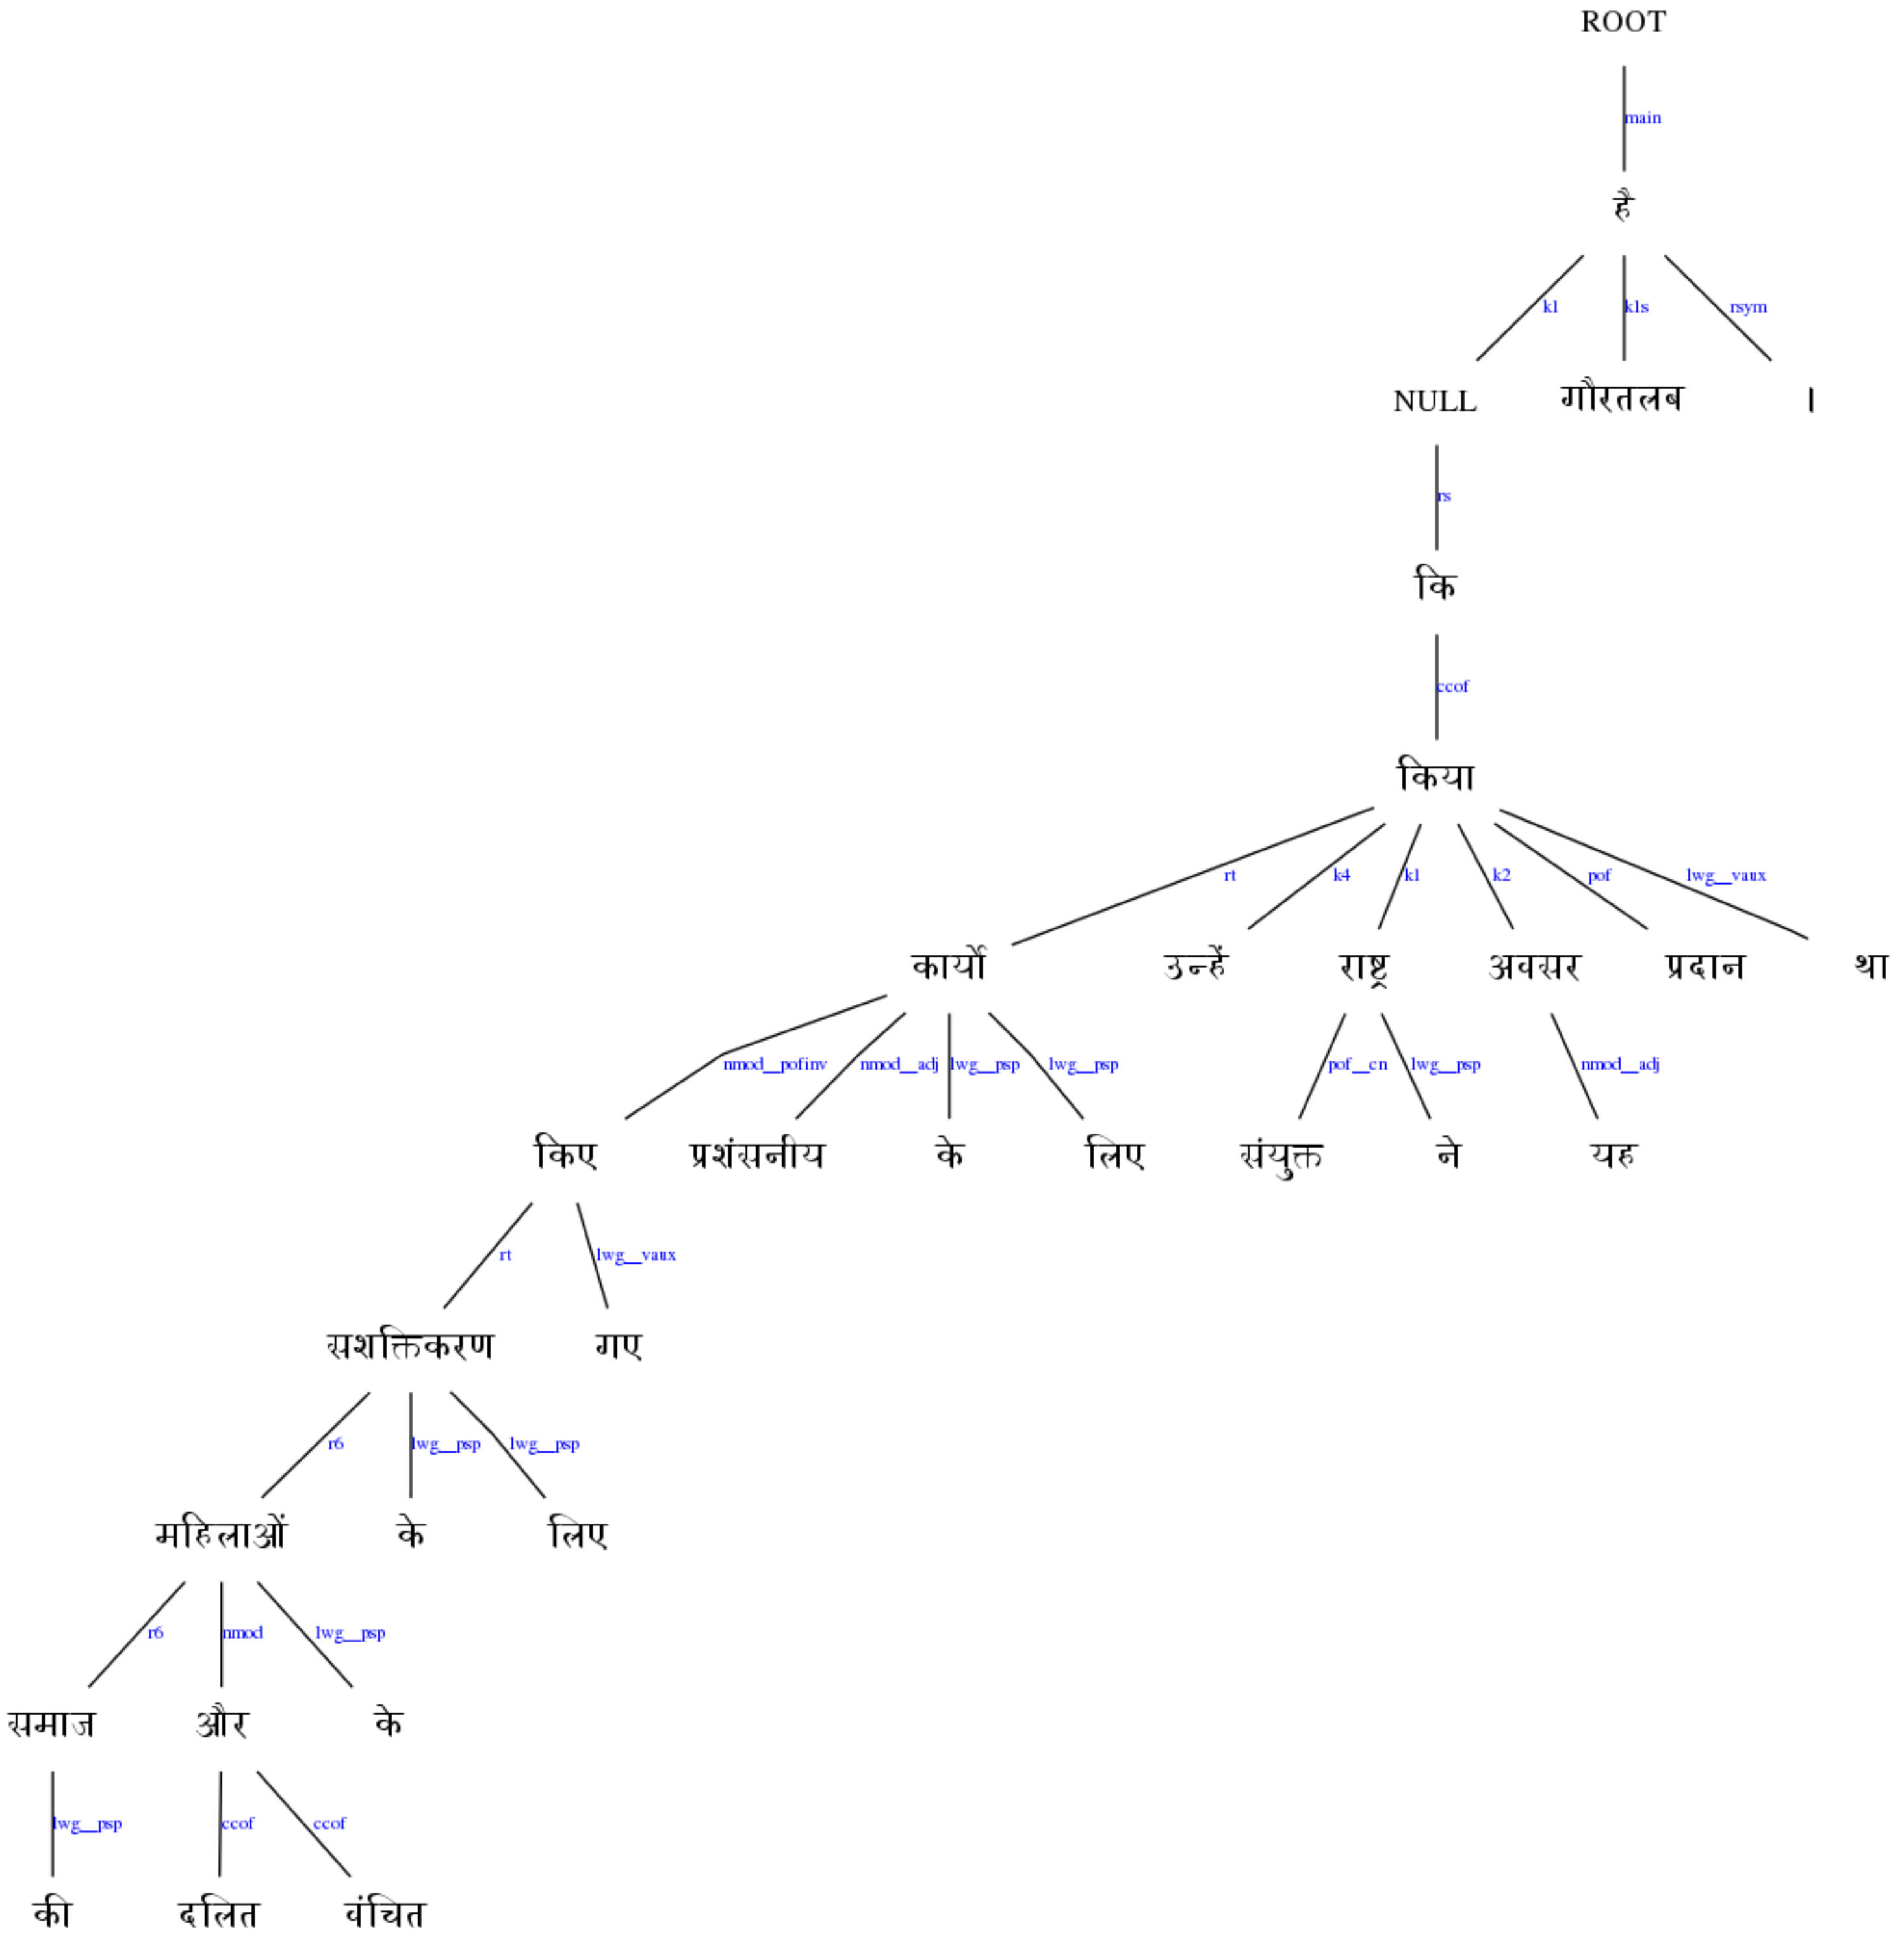 ROOT
main
है
k1 k1s rsym
NULL गौरतलब ।
rs
कि
ccof
किया
rt k4 k1 k2 pof lwg__vaux
कार्यों उन्हें राष्ट्र अवसर प्रदान था
nmod__pofinv nmod__adj lwg__psp lwg__psp pof__cn lwg__psp nmod__adj
किए प्रशंसनीय के लिए संयुक्त ने यह
rt lwg__vaux
सशक्तिकरण गए
r6 lwg__psp lwg__psp
महिलाओं के लिए
r6 nmod lwg__psp
समाज और के
lwg__psp ccof ccof
की दलित वंचित